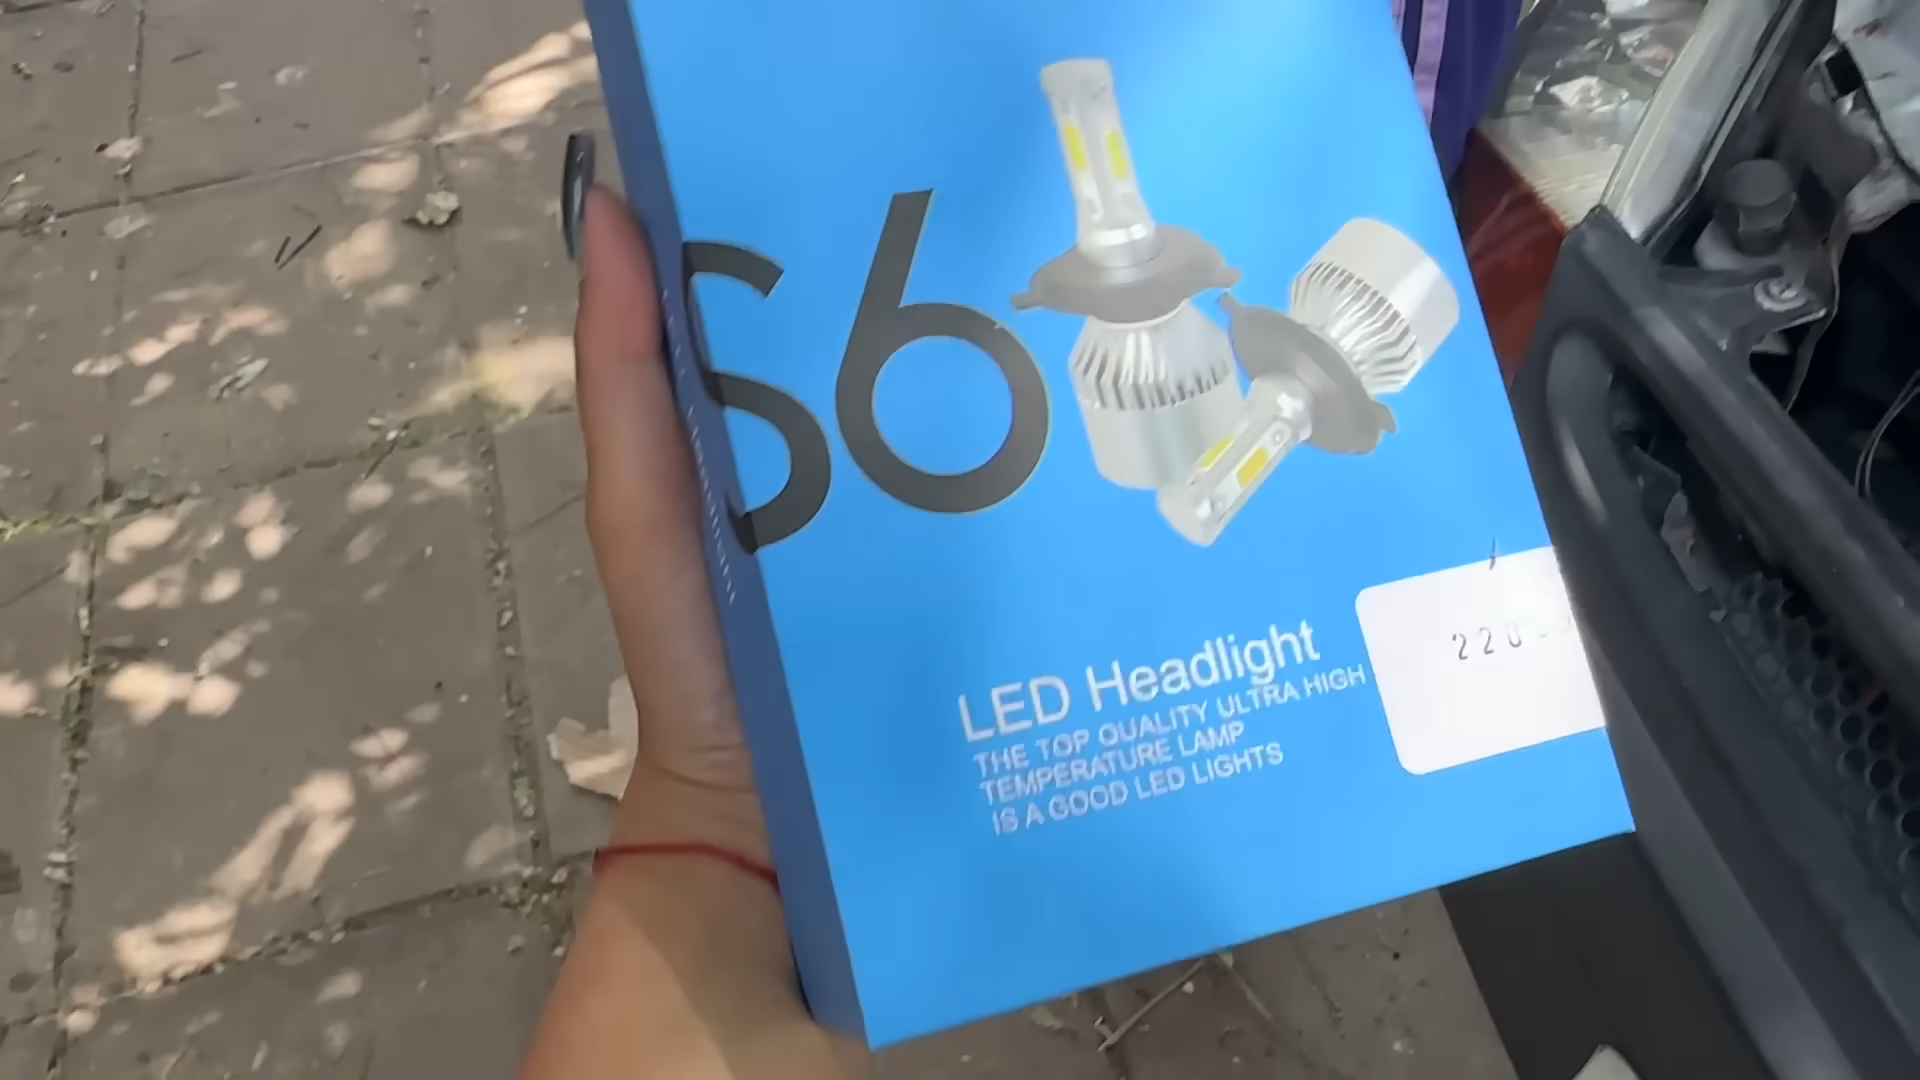 S6
LED Headlight
THE TOP QUALITY ULTRA HIGH
TEMPERATURE LAMP
IS A GOOD LED LIGHTS
220